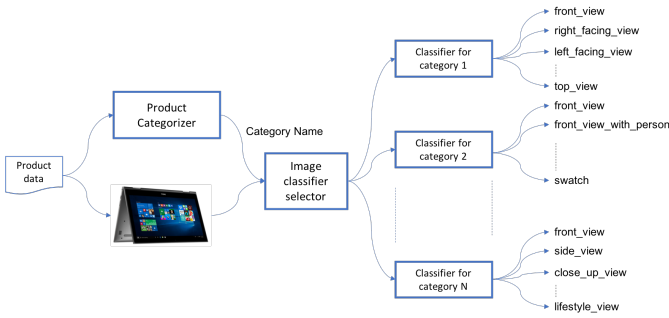 Product
data
Product
Categorizer
Category Name
Image
classifier
selector
Classifier for
category 1
front_view
right_facing_view
left_facing_view
top_view
Classifier for
category 2
front_view
front_view_with_person
swatch
Classifier for
category N
front_view
side_view
close_up_view
lifestyle_view